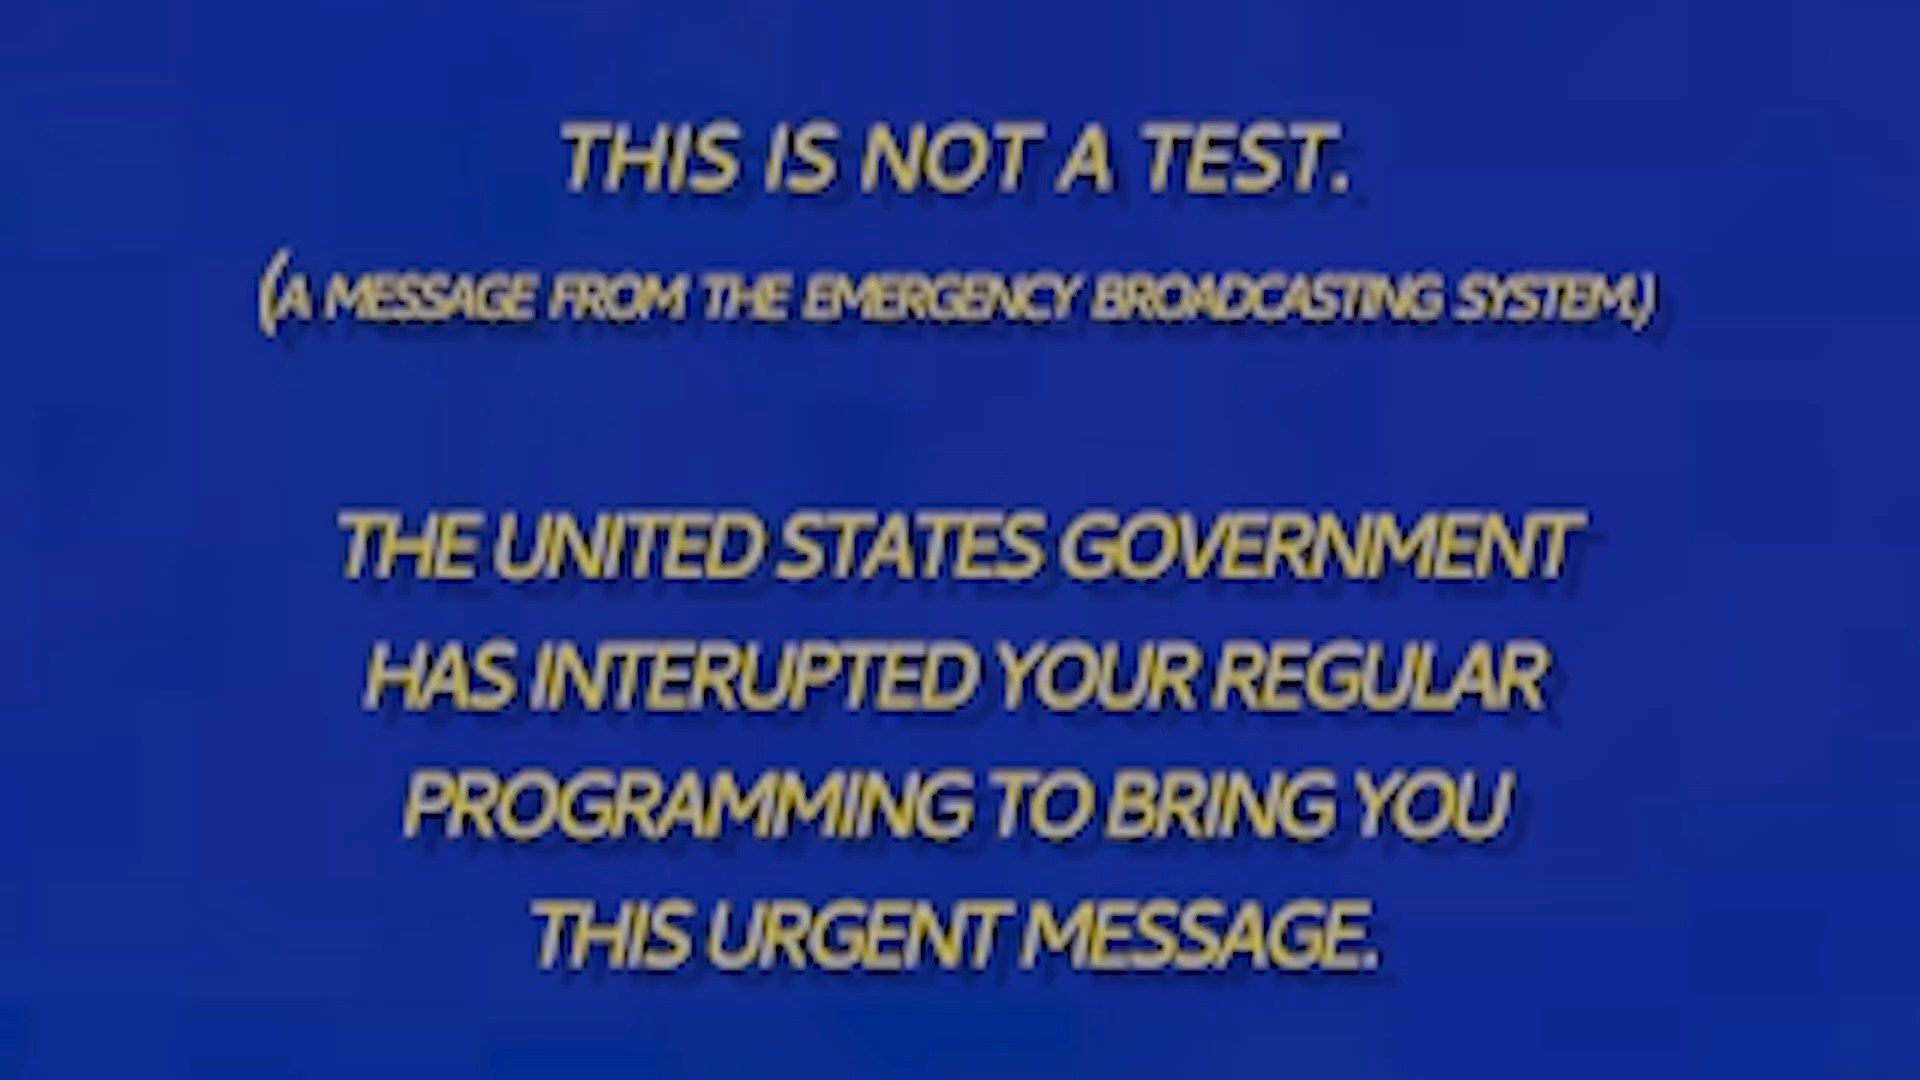 THIS IS NOT A TEST.
(A MESSAGE FROM THE EMERGENCY BROADCASTING SYSTEM.)
THE UNITED STATES GOVERNMENT
HAS INTERUPTED YOUR REGULAR
PROGRAMMING TO BRING YOU
THIS URGENT MESSAGE.